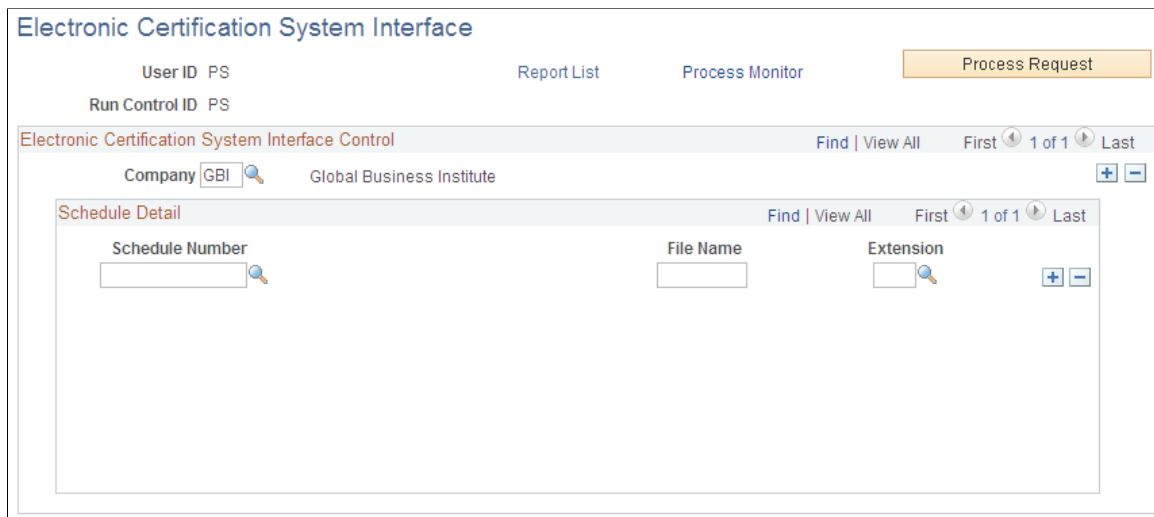 Electronic Certification System Interface
User ID PS Report List Process Monitor Process Request
Run Control ID PS
Electronic Certification System Interface Control Find | View All First 1 of 1 Last
Company GBI Global Business Institute
Schedule Detail Find | View All First 1 of 1 Last
Schedule Number File Name Extension